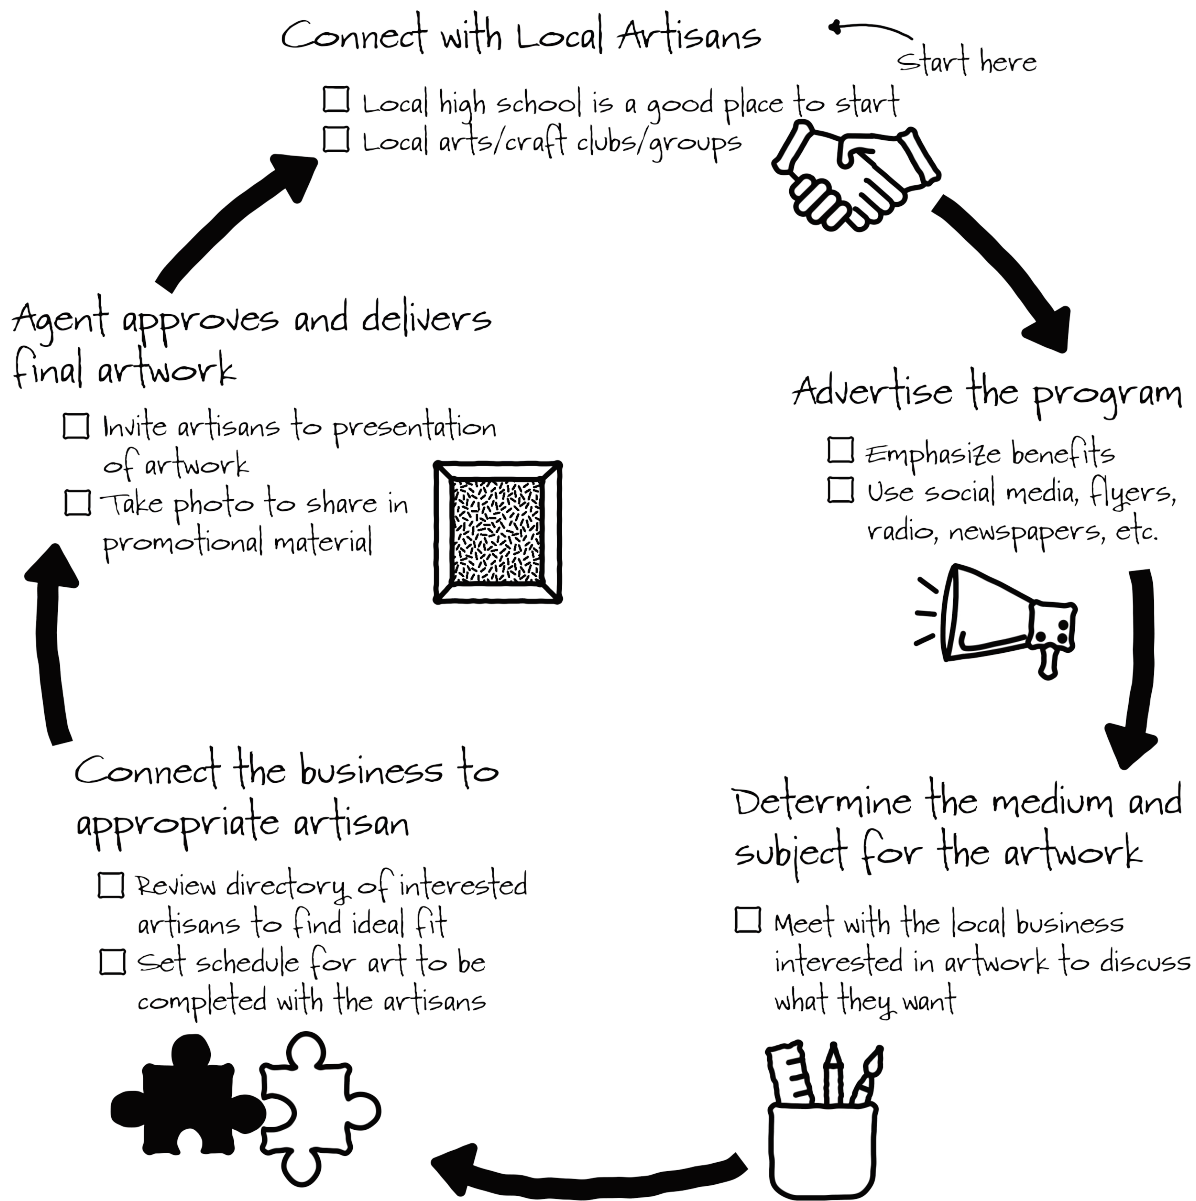 Connect with Local Artisans
Start here
☐ Local high school is a good place to start
☐ Local arts/craft clubs/groups
Advertise the program
☐ Emphasize benefits
☐ Use social media, flyers,
radio, newspapers, etc.
Determine the medium and
subject for the artwork
☐ Meet with the local business
interested in artwork to discuss
what they want
Connect the business to
appropriate artisan
☐ Review directory of interested
artisans to find ideal fit
☐ Set schedule for art to be
completed with the artisans
Agent approves and delivers
final artwork
☐ Invite artisans to presentation
of artwork
☐ Take photo to share in
promotional material